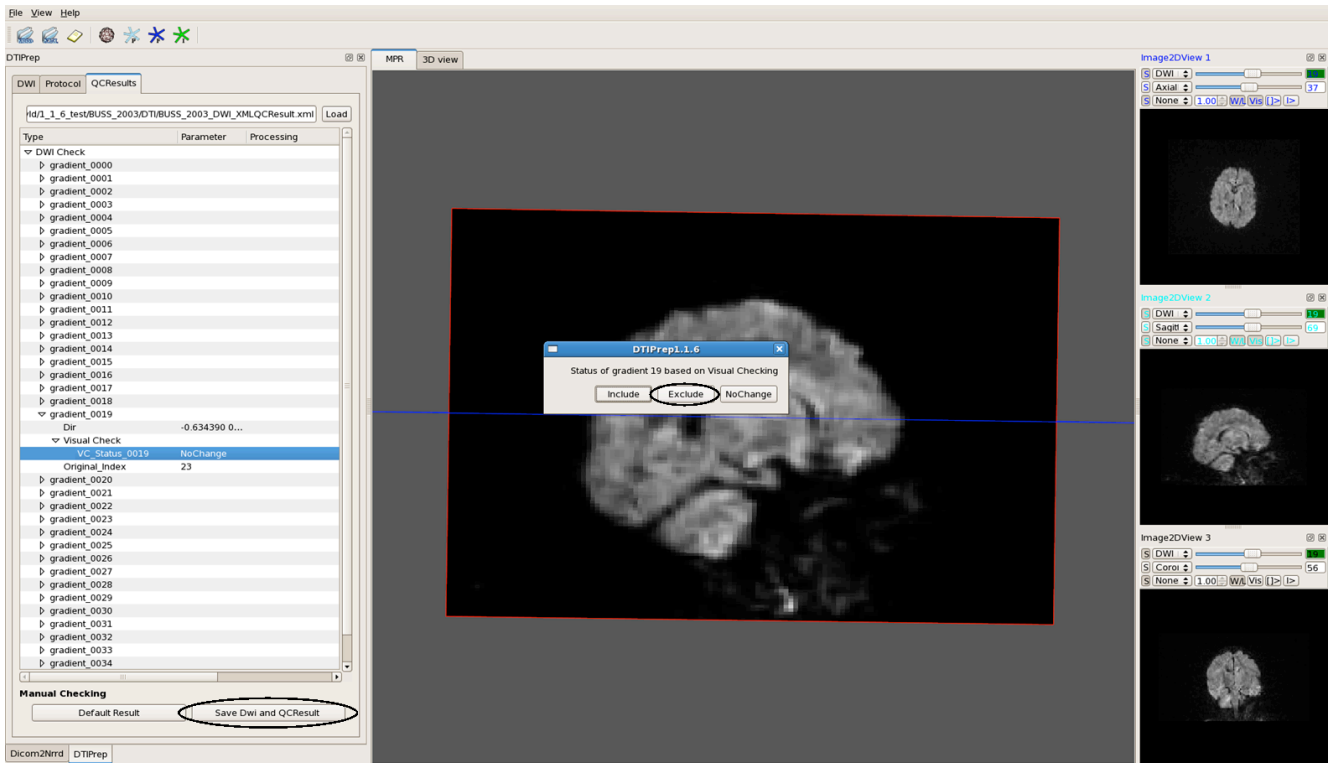 File View Help
DTIPrep
DWI Protocol QCResults
/1_1_6_test/BUSS_2003/DTI/BUSS_2003_DWI_XMLQCResult.xml Load
Type Parameter Processing
DWI Check
gradient_0000
gradient_0001
gradient_0002
gradient_0003
gradient_0004
gradient_0005
gradient_0006
gradient_0007
gradient_0008
gradient_0009
gradient_0010
gradient_0011
gradient_0012
gradient_0013
gradient_0014
gradient_0015
gradient_0016
gradient_0017
gradient_0018
gradient_0019
Dir -0.634390 0...
Visual Check
VC_Status_0019 NoChange
Original_Index 23
gradient_0020
gradient_0021
gradient_0022
gradient_0023
gradient_0024
gradient_0025
gradient_0026
gradient_0027
gradient_0028
gradient_0029
gradient_0030
gradient_0031
gradient_0032
gradient_0033
gradient_0034
Manual Checking
Default Result Save Dwi and QCResult
Dicom2Nrrd DTIPrep
MPR 3D view
DTIPrep1.1.6
Status of gradient 19 based on Visual Checking
Include Exclude NoChange
Image2DView 1
S DWI 19
S Axial 37
S None 1.00 W/L Vis []> I>
Image2DView 2
S DWI 19
S Sagitt 69
S None 1.00 W/L Vis []> I>
Image2DView 3
S DWI 19
S Coroi 56
S None 1.00 W/L Vis []> I>